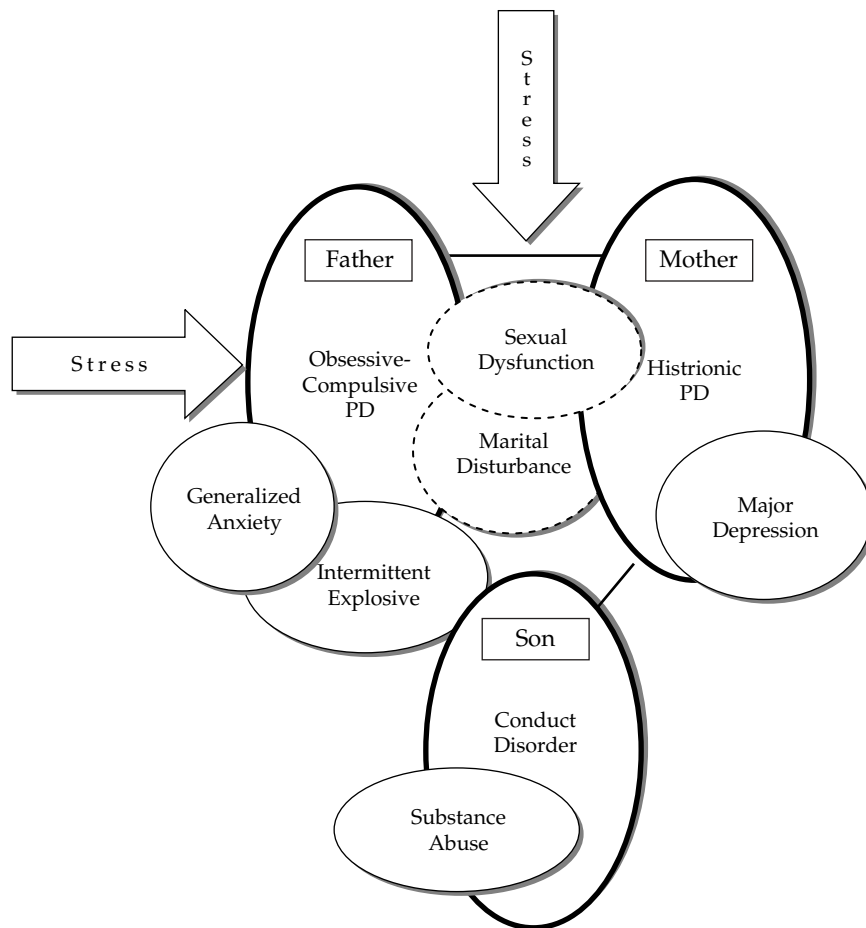 Stress
Father
Mother
Sexual
Dysfunction
Stress
Obsessive-
Compulsive
PD
Histrionic
PD
Marital
Disturbance
Generalized
Anxiety
Major
Depression
Intermittent
Explosive
Son
Conduct
Disorder
Substance
Abuse